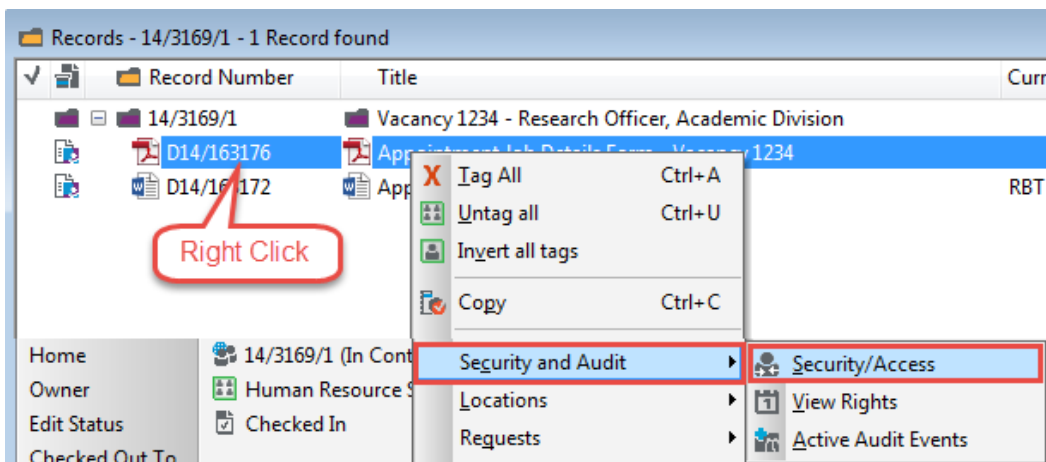 Records - 14/3169/1 - 1 Record found
Record Number Title Curr
14/3169/1 Vacancy 1234 - Research Officer, Academic Division
D14/163176 Appointment Job Details Form - Vacancy 1234
D14/163172 App RBT
Right Click
Tag All Ctrl+A
Untag all Ctrl+U
Invert all tags
Copy Ctrl+C
Home 14/3169/1 (In Cont
Security and Audit Security/Access
Owner Human Resource S
Locations View Rights
Edit Status Checked In
Requests Active Audit Events
Checked Out To